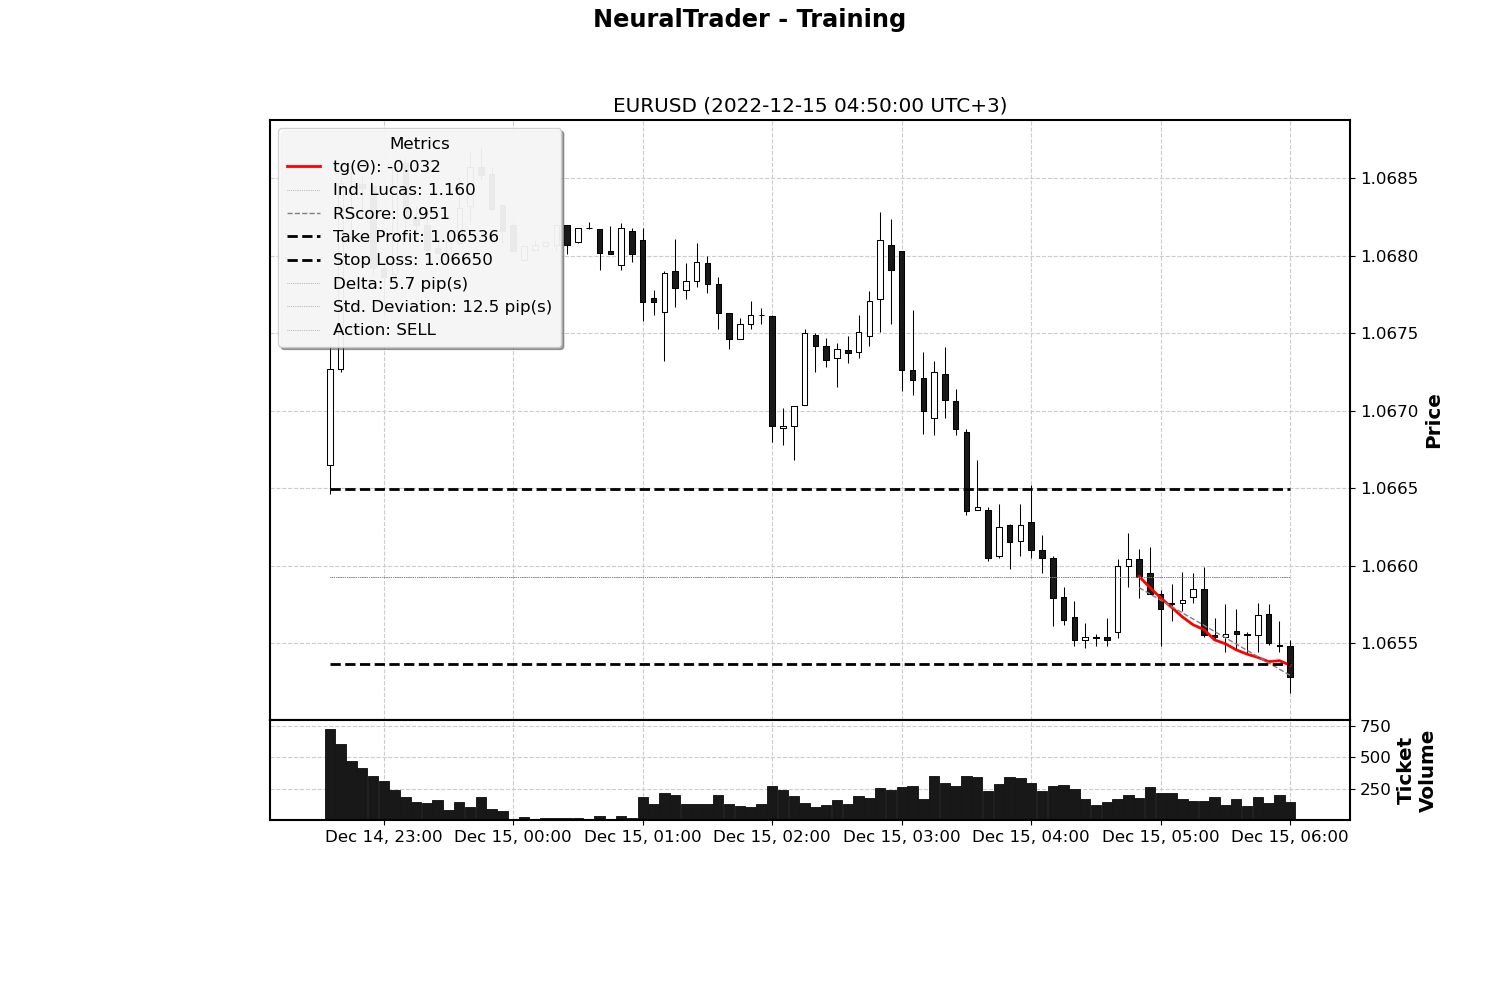 NeuralTrader - Training
EURUSD (2022-12-15 04:50:00 UTC+3)
Metrics
tg(Θ): -0.032
Ind. Lucas: 1.160
RScore: 0.951
Take Profit: 1.06536
Stop Loss: 1.06650
Delta: 5.7 pip(s)
Std. Deviation: 12.5 pip(s)
Action: SELL
1.0685
1.0680
1.0675
1.0670
1.0665
1.0660
1.0655
Price
750
500
250
Ticket
Volume
Dec 14, 23:00 Dec 15, 00:00 Dec 15, 01:00 Dec 15, 02:00 Dec 15, 03:00 Dec 15, 04:00 Dec 15, 05:00 Dec 15, 06:00